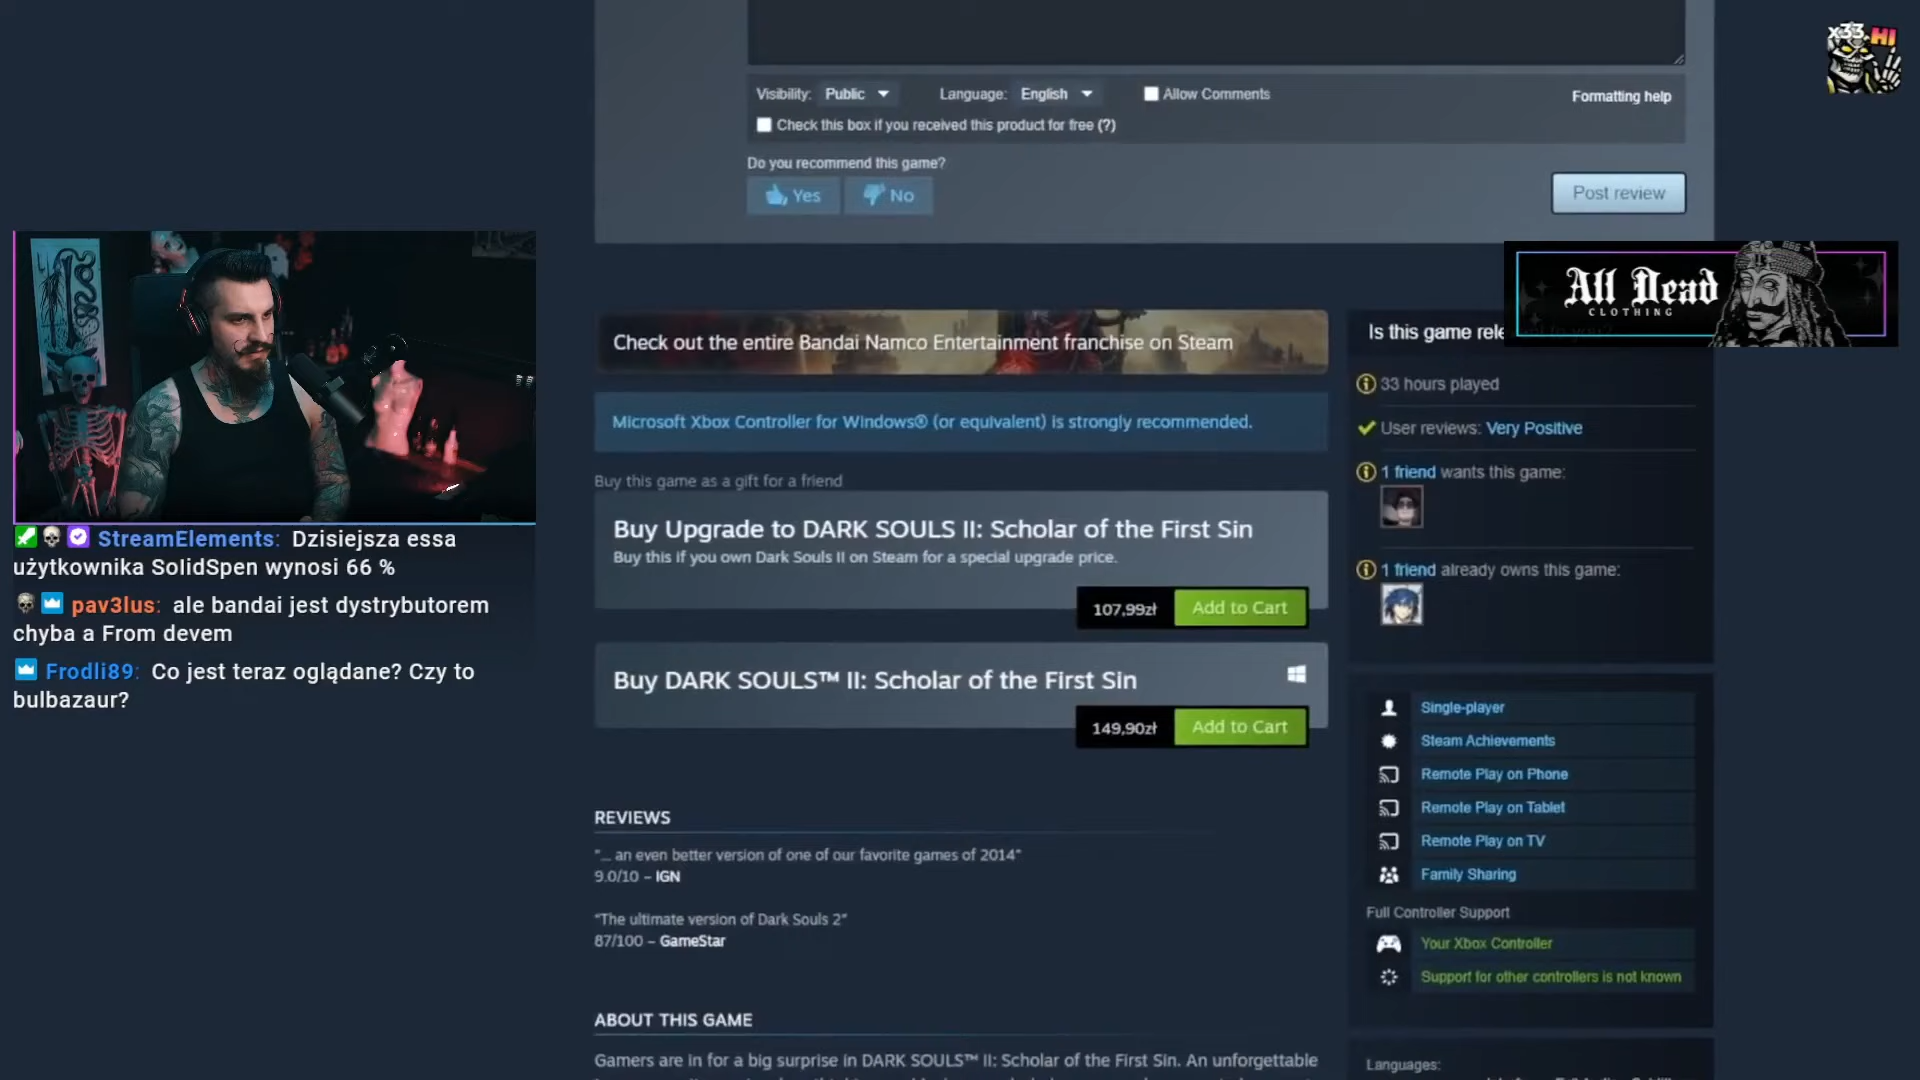 Visibility: Public
Language: English
Allow Comments
Formatting help
Check this box if you received this product for free (?)
Do you recommend this game?
Yes
No
Post review
x33 HI
All Dead
CLOTHING
Check out the entire Bandai Namco Entertainment franchise on Steam
Is this game rele
Microsoft Xbox Controller for Windows® (or equivalent) is strongly recommended.
Buy this game as a gift for a friend
Buy Upgrade to DARK SOULS II: Scholar of the First Sin
Buy this if you own Dark Souls II on Steam for a special upgrade price.
107,99zł
Add to Cart
Buy DARK SOULS™ II: Scholar of the First Sin
149,90zł
Add to Cart
REVIEWS
"... an even better version of one of our favorite games of 2014"
9.0/10 – IGN
"The ultimate version of Dark Souls 2"
87/100 – GameStar
ABOUT THIS GAME
Gamers are in for a big surprise in DARK SOULS™ II: Scholar of the First Sin. An unforgettable
33 hours played
User reviews: Very Positive
1 friend wants this game:
1 friend already owns this game:
Single-player
Steam Achievements
Remote Play on Phone
Remote Play on Tablet
Remote Play on TV
Family Sharing
Full Controller Support
Your Xbox Controller
Support for other controllers is not known
Languages:
StreamElements: Dzisiejsza essa
użytkownika SolidSpen wynosi 66 %
pav3lus: ale bandai jest dystrybutorem
chyba a From devem
Frodli89: Co jest teraz oglądane? Czy to
bulbazaur?